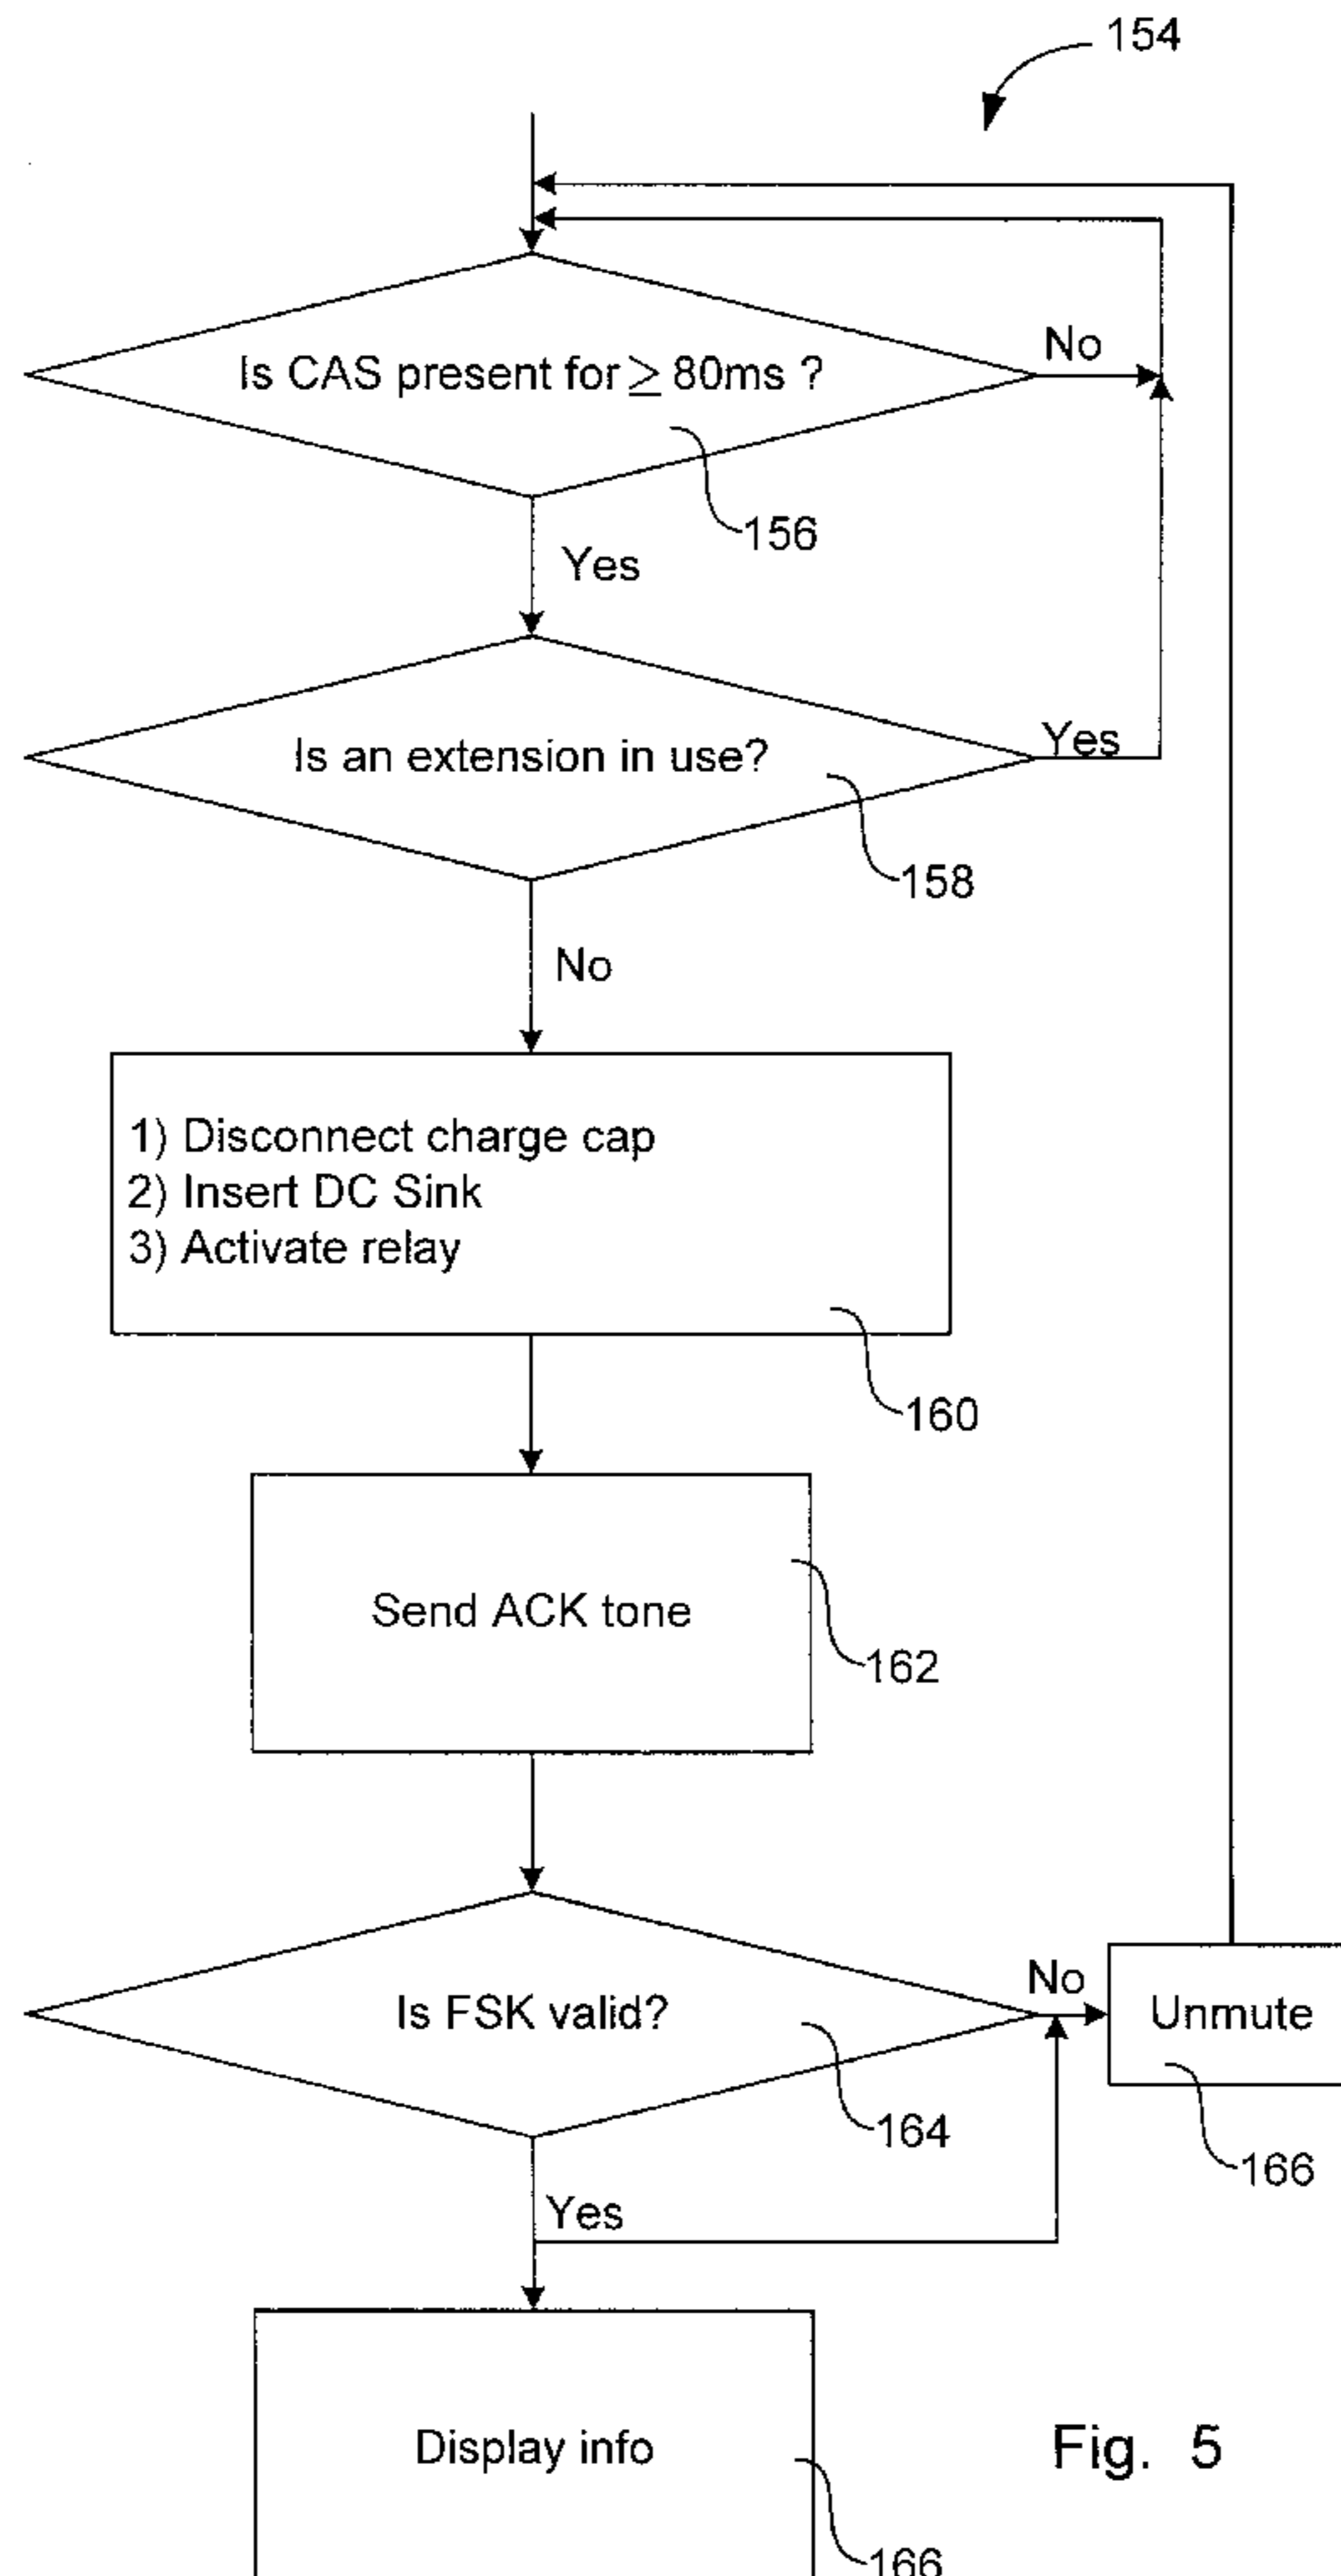 154
Is CAS present for ≥ 80ms ?
No
156
Yes
Is an extension in use?
Yes
158
No
1) Disconnect charge cap
2) Insert DC Sink
3) Activate relay
160
Send ACK tone
162
Is FSK valid?
No
Unmute
164
166
Yes
Display info
Fig. 5
166